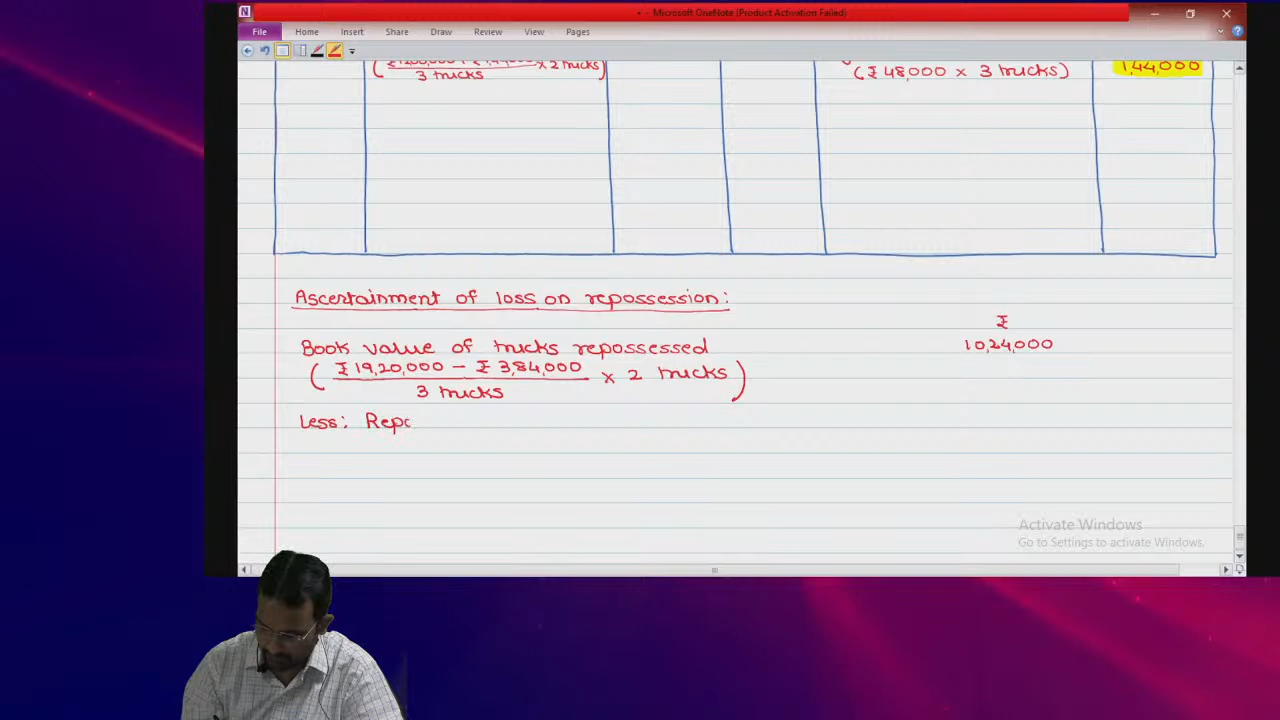 Microsoft OneNote (Product Activation Failed)
File Home Insert Share Draw Review View Pages
3 trucks × 2 trucks)
(₹48,000 × 3 trucks) 1,44,000
Ascertainment of loss on repossession:
₹
Book value of trucks repossessed 10,24,000
(₹19,20,000 – ₹3,84,000
3 trucks × 2 trucks)
Less: Repo
Activate Windows
Go to Settings to activate Windows.